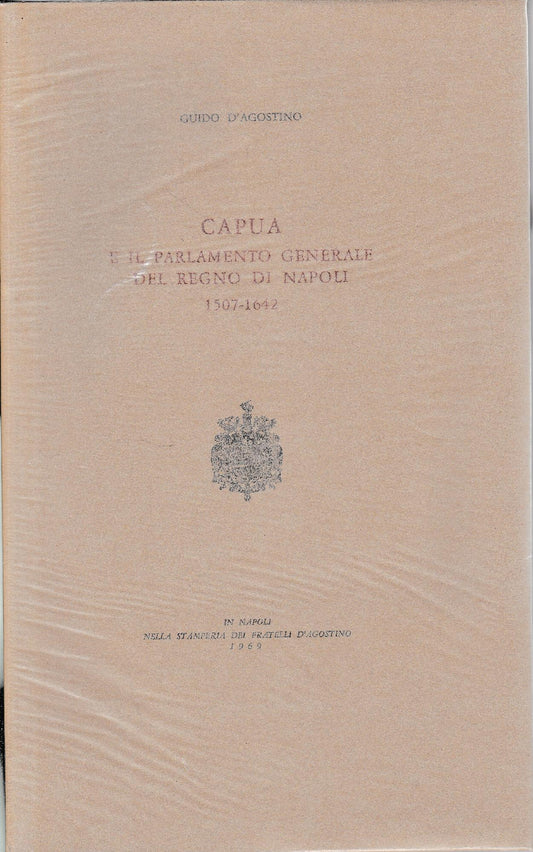 GUIDO D'AGOSTINO
CAPUA
E IL PARLAMENTO GENERALE
DEL REGNO DI NAPOLI
1507-1642
IN NAPOLI
NELLA STAMPERIA DEI FRATELLI D'AGOSTINO
1969